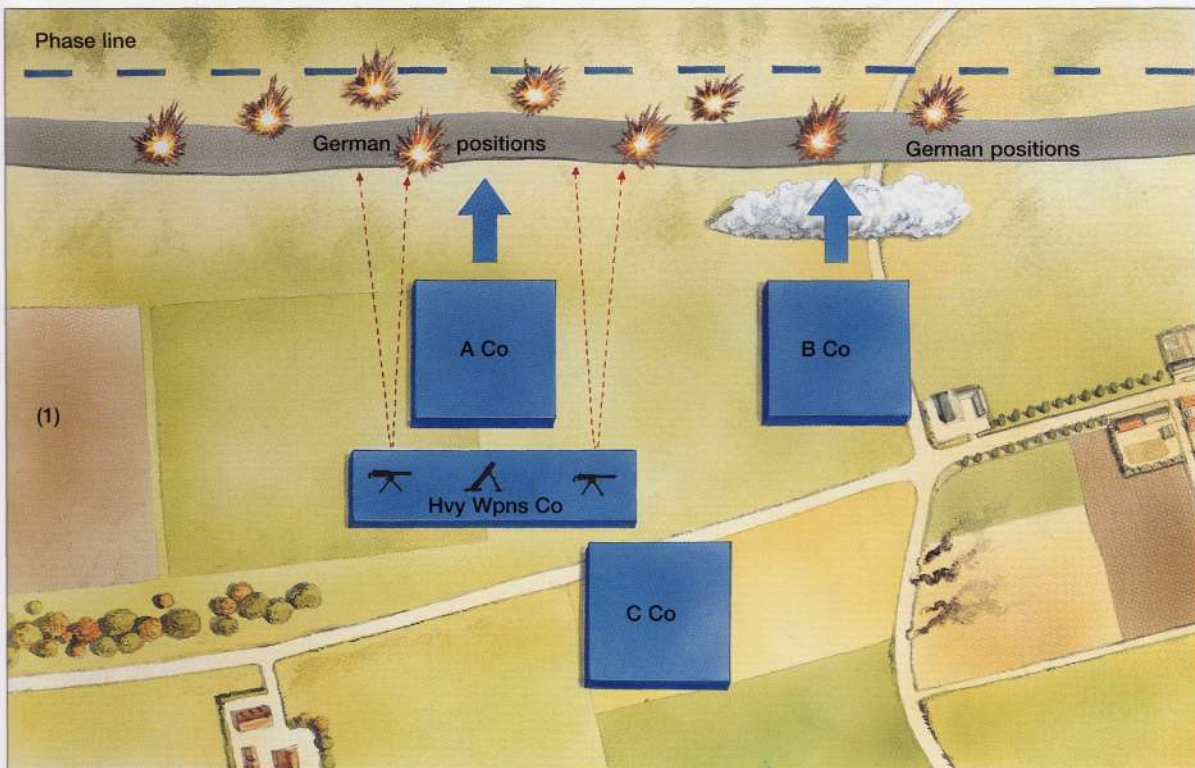 Phase line
German positions
German positions
A Co
B Co
(1)
Hvy Wpns Co
C Co